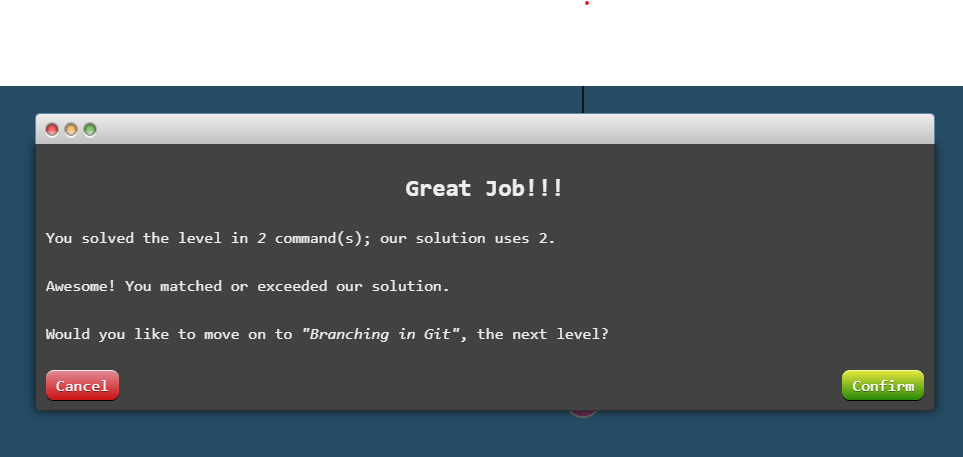 Great Job!!!
You solved the level in 2 command(s); our solution uses 2.
Awesome! You matched or exceeded our solution.
Would you like to move on to "Branching in Git", the next level?
Cancel
Confirm